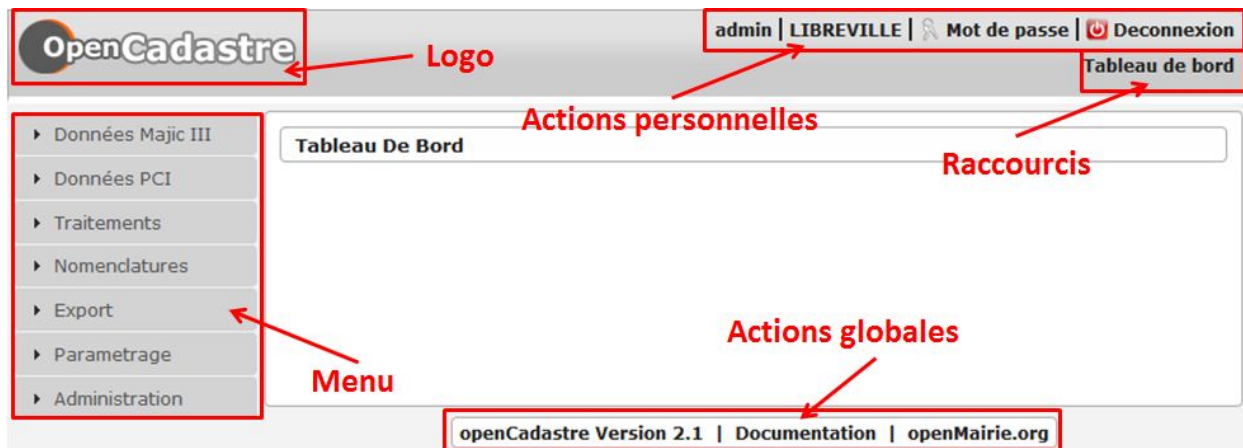 OpenCadastre
admin | LIBREVILLE | Mot de passe | Deconnexion
Logo
Tableau de bord
Actions personnelles
Données Majic III
Tableau De Bord
Raccourcis
Données PCI
Traitements
Nomenclatures
Export
Actions globales
Parametrage
Menu
Administration
openCadastre Version 2.1 | Documentation | openMairie.org